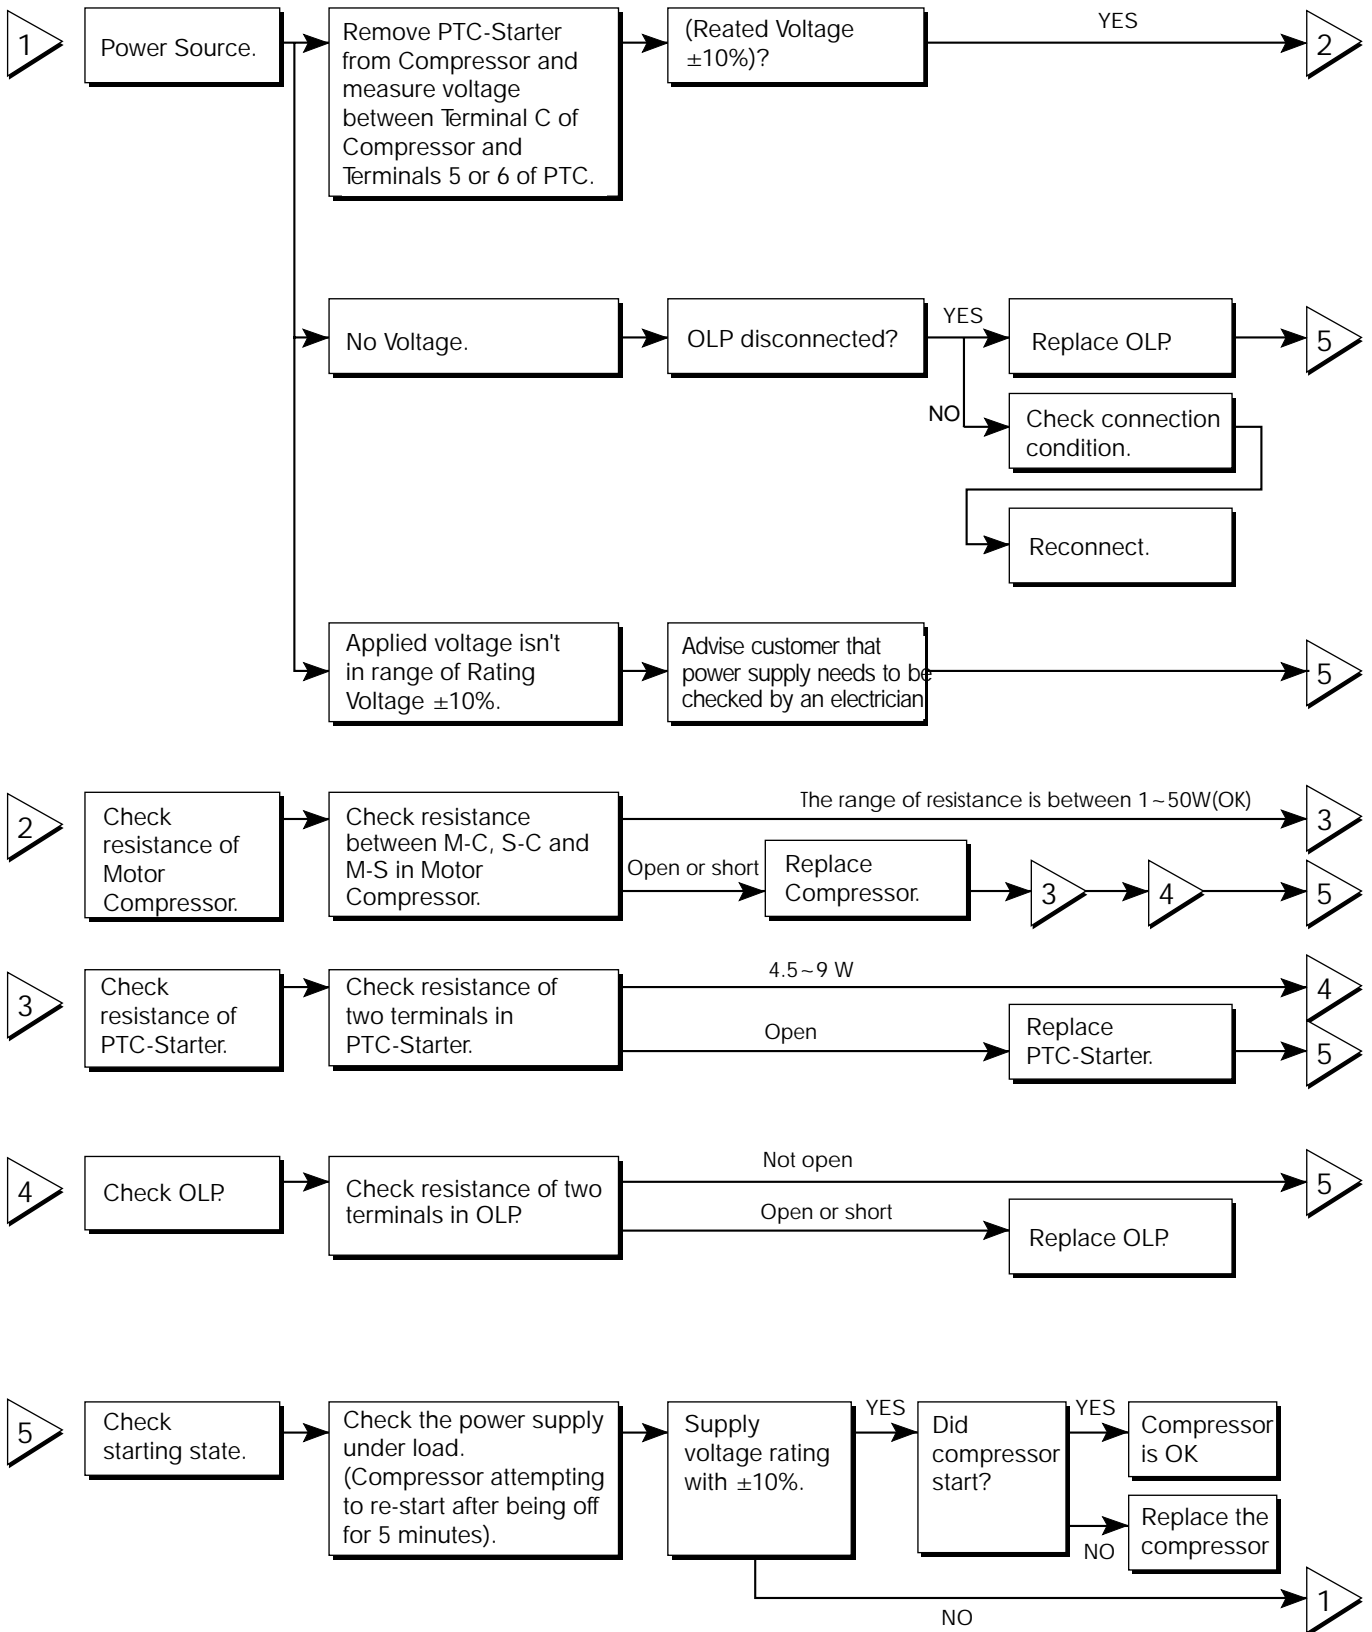 1
Power Source.
Remove PTC-Starter
from Compressor and
measure voltage
between Terminal C of
Compressor and
Terminals 5 or 6 of PTC.
(Reated Voltage
±10%)?
YES
2
No Voltage.
OLP disconnected?
YES
Replace OLP.
5
NO
Check connection
condition.
Reconnect.
Applied voltage isn't
in range of Rating
Voltage ±10%.
Advise customer that
power supply needs to be
checked by an electrician
5
2
Check
resistance of
Motor
Compressor.
Check resistance
between M-C, S-C and
M-S in Motor
Compressor.
The range of resistance is between 1~50W(OK)
3
Open or short
Replace
Compressor.
3
4
5
3
Check
resistance of
PTC-Starter.
Check resistance of
two terminals in
PTC-Starter.
4.5~9 W
4
Open
Replace
PTC-Starter.
5
4
Check OLP.
Check resistance of two
terminals in OLP.
Not open
5
Open or short
Replace OLP.
5
Check
starting state.
Check the power supply
under load.
(Compressor attempting
to re-start after being off
for 5 minutes).
Supply
voltage rating
with ±10%.
YES
Did
compressor
start?
YES
Compressor
is OK
NO
Replace the
compressor
NO
1